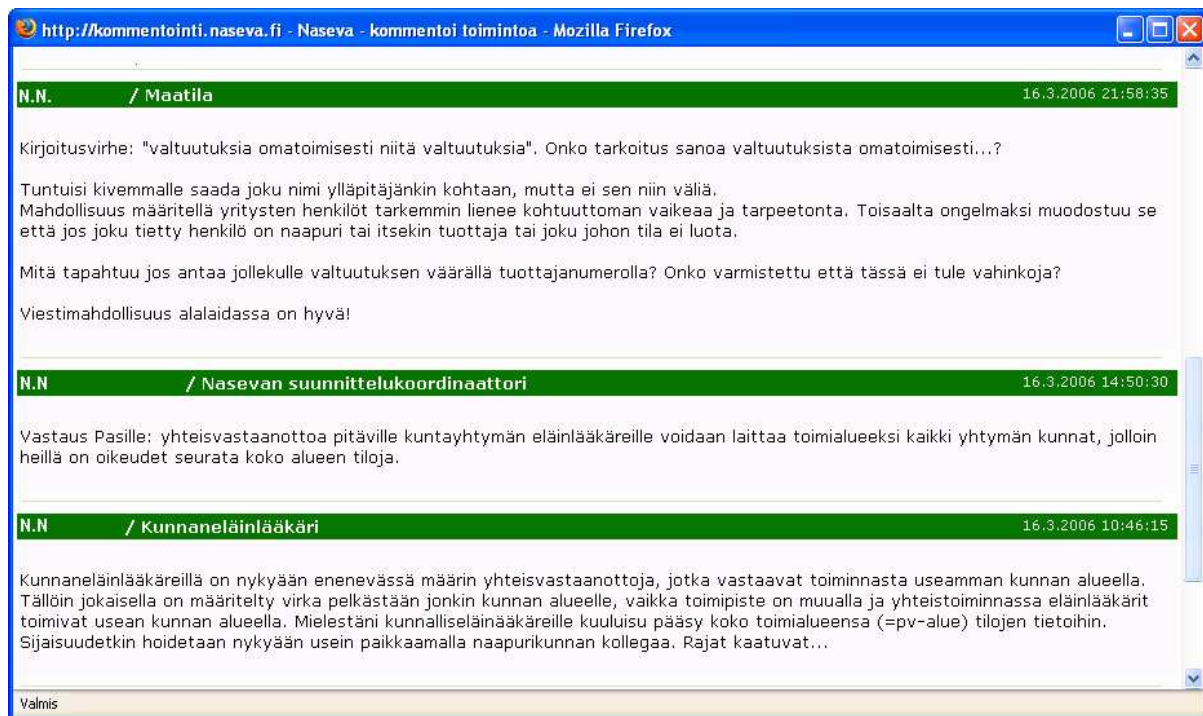 http://kommentointi.naseva.fi - Naseva - kommentoi toimintoa - Mozilla Firefox
N.N. / Maatila 16.3.2006 21:58:35
Kirjoitusvirhe: "valtuutuksia omatoimisesti niitä valtuutuksia". Onko tarkoitus sanoa valtuutuksista omatoimisesti...?
Tuntuisi kivemmalle saada joku nimi ylläpitäjänkin kohtaan, mutta ei sen niin väliä.
Mahdollisuus määritellä yritysten henkilöt tarkemmin lienee kohtuuttoman vaikeaa ja tarpeetonta. Toisaalta ongelmaksi muodostuu se
että jos joku tietty henkilö on naapuri tai itsekin tuottaja tai joku johon tila ei luota.
Mitä tapahtuu jos antaa jollekulle valtuutuksen väärällä tuottajanumerolla? Onko varmistettu että tässä ei tule vahinkoja?
Viestimahdollisuus alalaidassa on hyvä!
N.N / Nasevan suunnittelukoordinaattori 16.3.2006 14:50:30
Vastaus Pasille: yhteisvastaanottoa pitäville kuntayhtymän eläinlääkäreille voidaan laittaa toimialueeksi kaikki yhtymän kunnat, jolloin
heillä on oikeudet seurata koko alueen tiloja.
N.N / Kunnaneläinlääkäri 16.3.2006 10:46:15
Kunnaneläinlääkäreillä on nykyään enenevässä määrin yhteisvastaanottoja, jotka vastaavat toiminnasta useamman kunnan alueella.
Tällöin jokaisella on määritelty virka pelkästään jonkin kunnan alueelle, vaikka toimipiste on muualla ja yhteistoiminnassa eläinlääkärit
toimivat usean kunnan alueella. Mielestäni kunnalliseläinääkäreille kuuluisu pääsy koko toimialueensa (=pv-alue) tilojen tietoihin.
Sijaisuudetkin hoidetaan nykyään usein paikkaamalla naapurikunnan kollegaa. Rajat kaatuvat...
Valmis